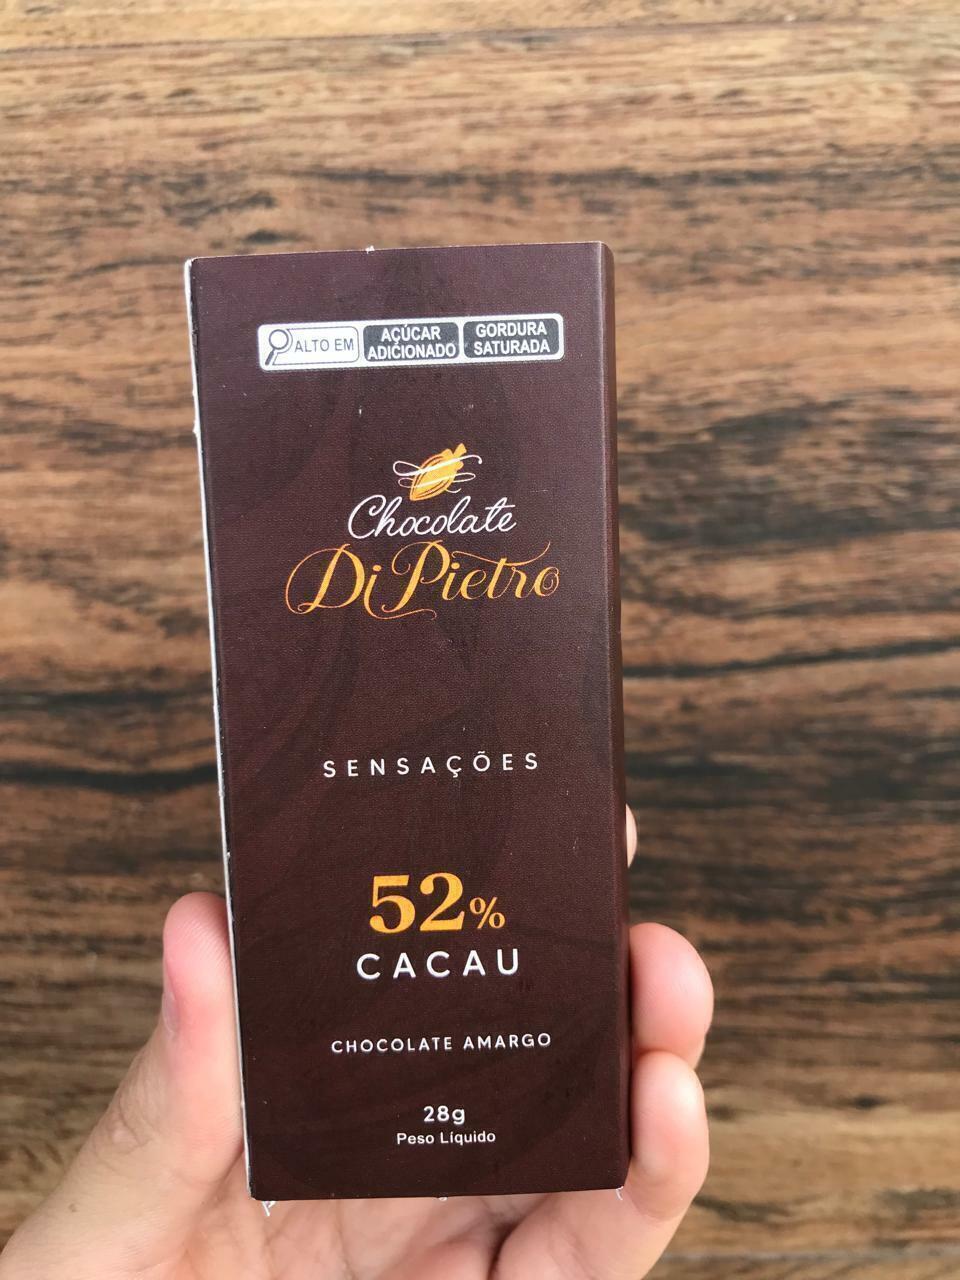 ALTO EM
AÇÚCAR
ADICIONADO
GORDURA
SATURADA
Chocolate
Di Pietro
SENSAÇÕES
52%
CACAU
CHOCOLATE AMARGO
28g
Peso Líquido